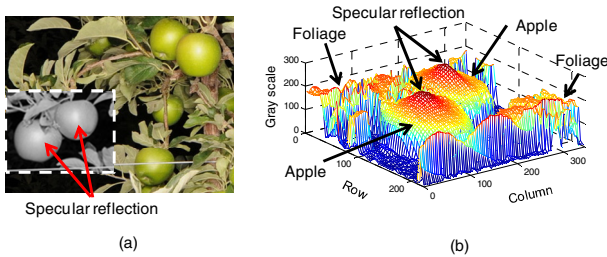 Specular reflection
(a)
Specular reflection
Foliage
Apple
Foliage
Gray scale
300
200
100
0
0
100
200
Row
0
100
200
300
Column
Apple
(b)